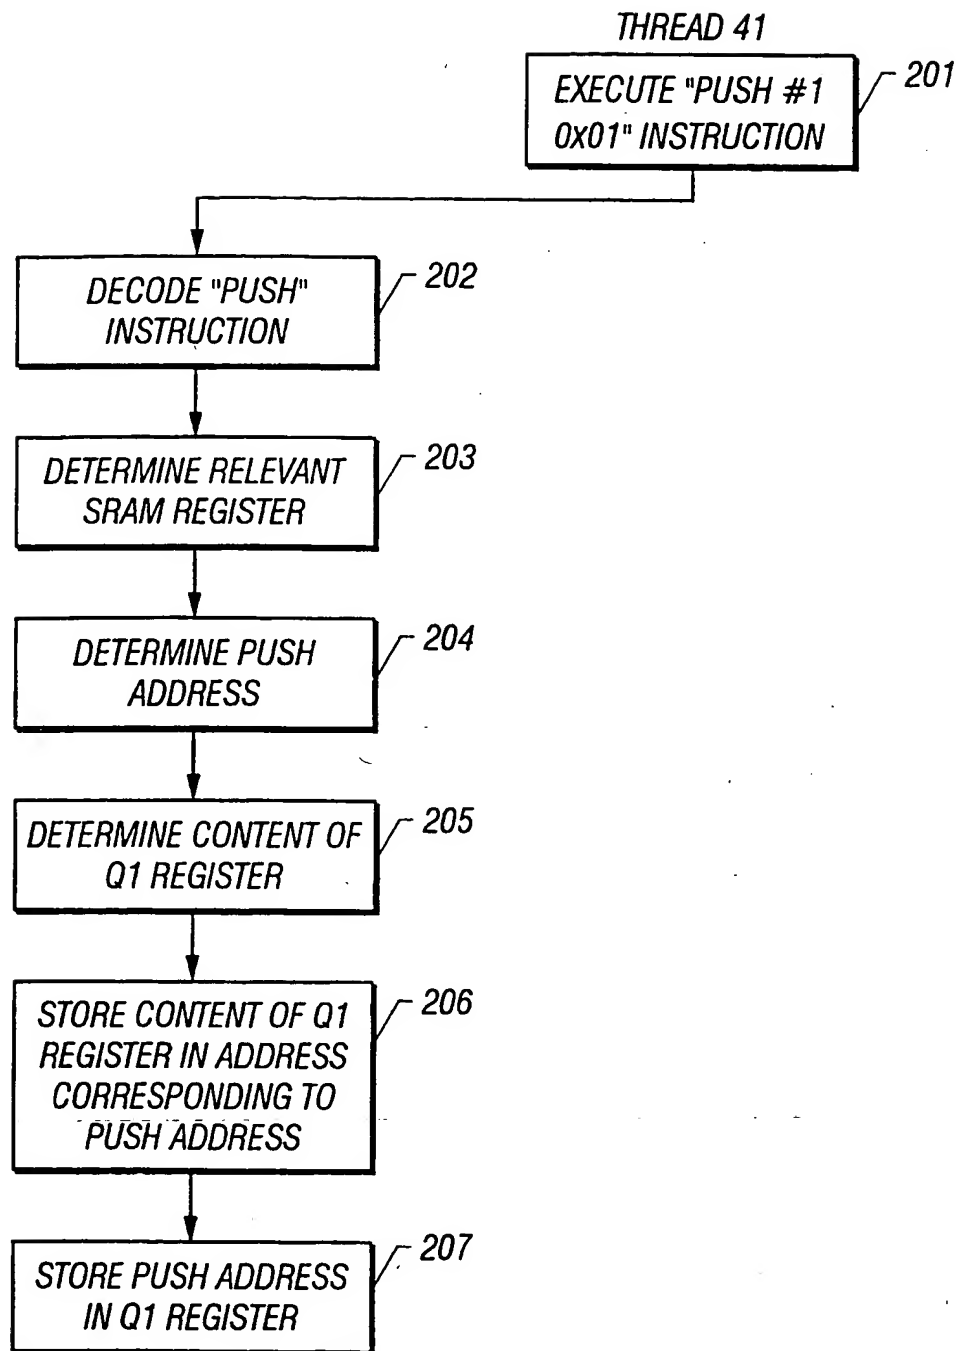 THREAD 41
EXECUTE "PUSH #1
0x01" INSTRUCTION
201
DECODE "PUSH"
INSTRUCTION
202
DETERMINE RELEVANT
SRAM REGISTER
203
DETERMINE PUSH
ADDRESS
204
DETERMINE CONTENT OF
Q1 REGISTER
205
STORE CONTENT OF Q1
REGISTER IN ADDRESS
CORRESPONDING TO
PUSH ADDRESS
206
STORE PUSH ADDRESS
IN Q1 REGISTER
207